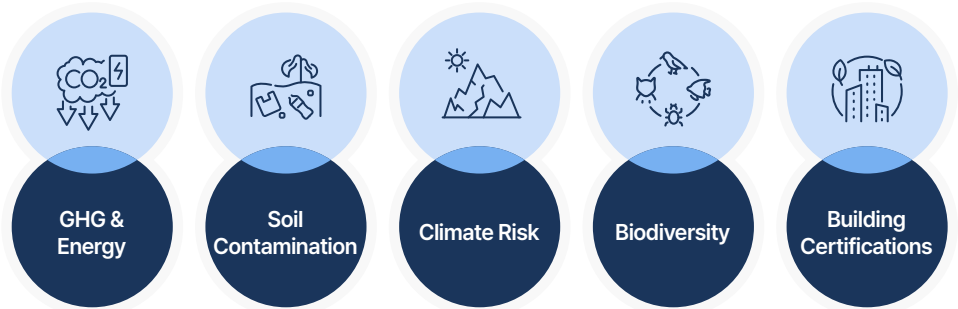 CO2
GHG &
Energy
Soil
Contamination
Climate Risk
Biodiversity
Building
Certifications